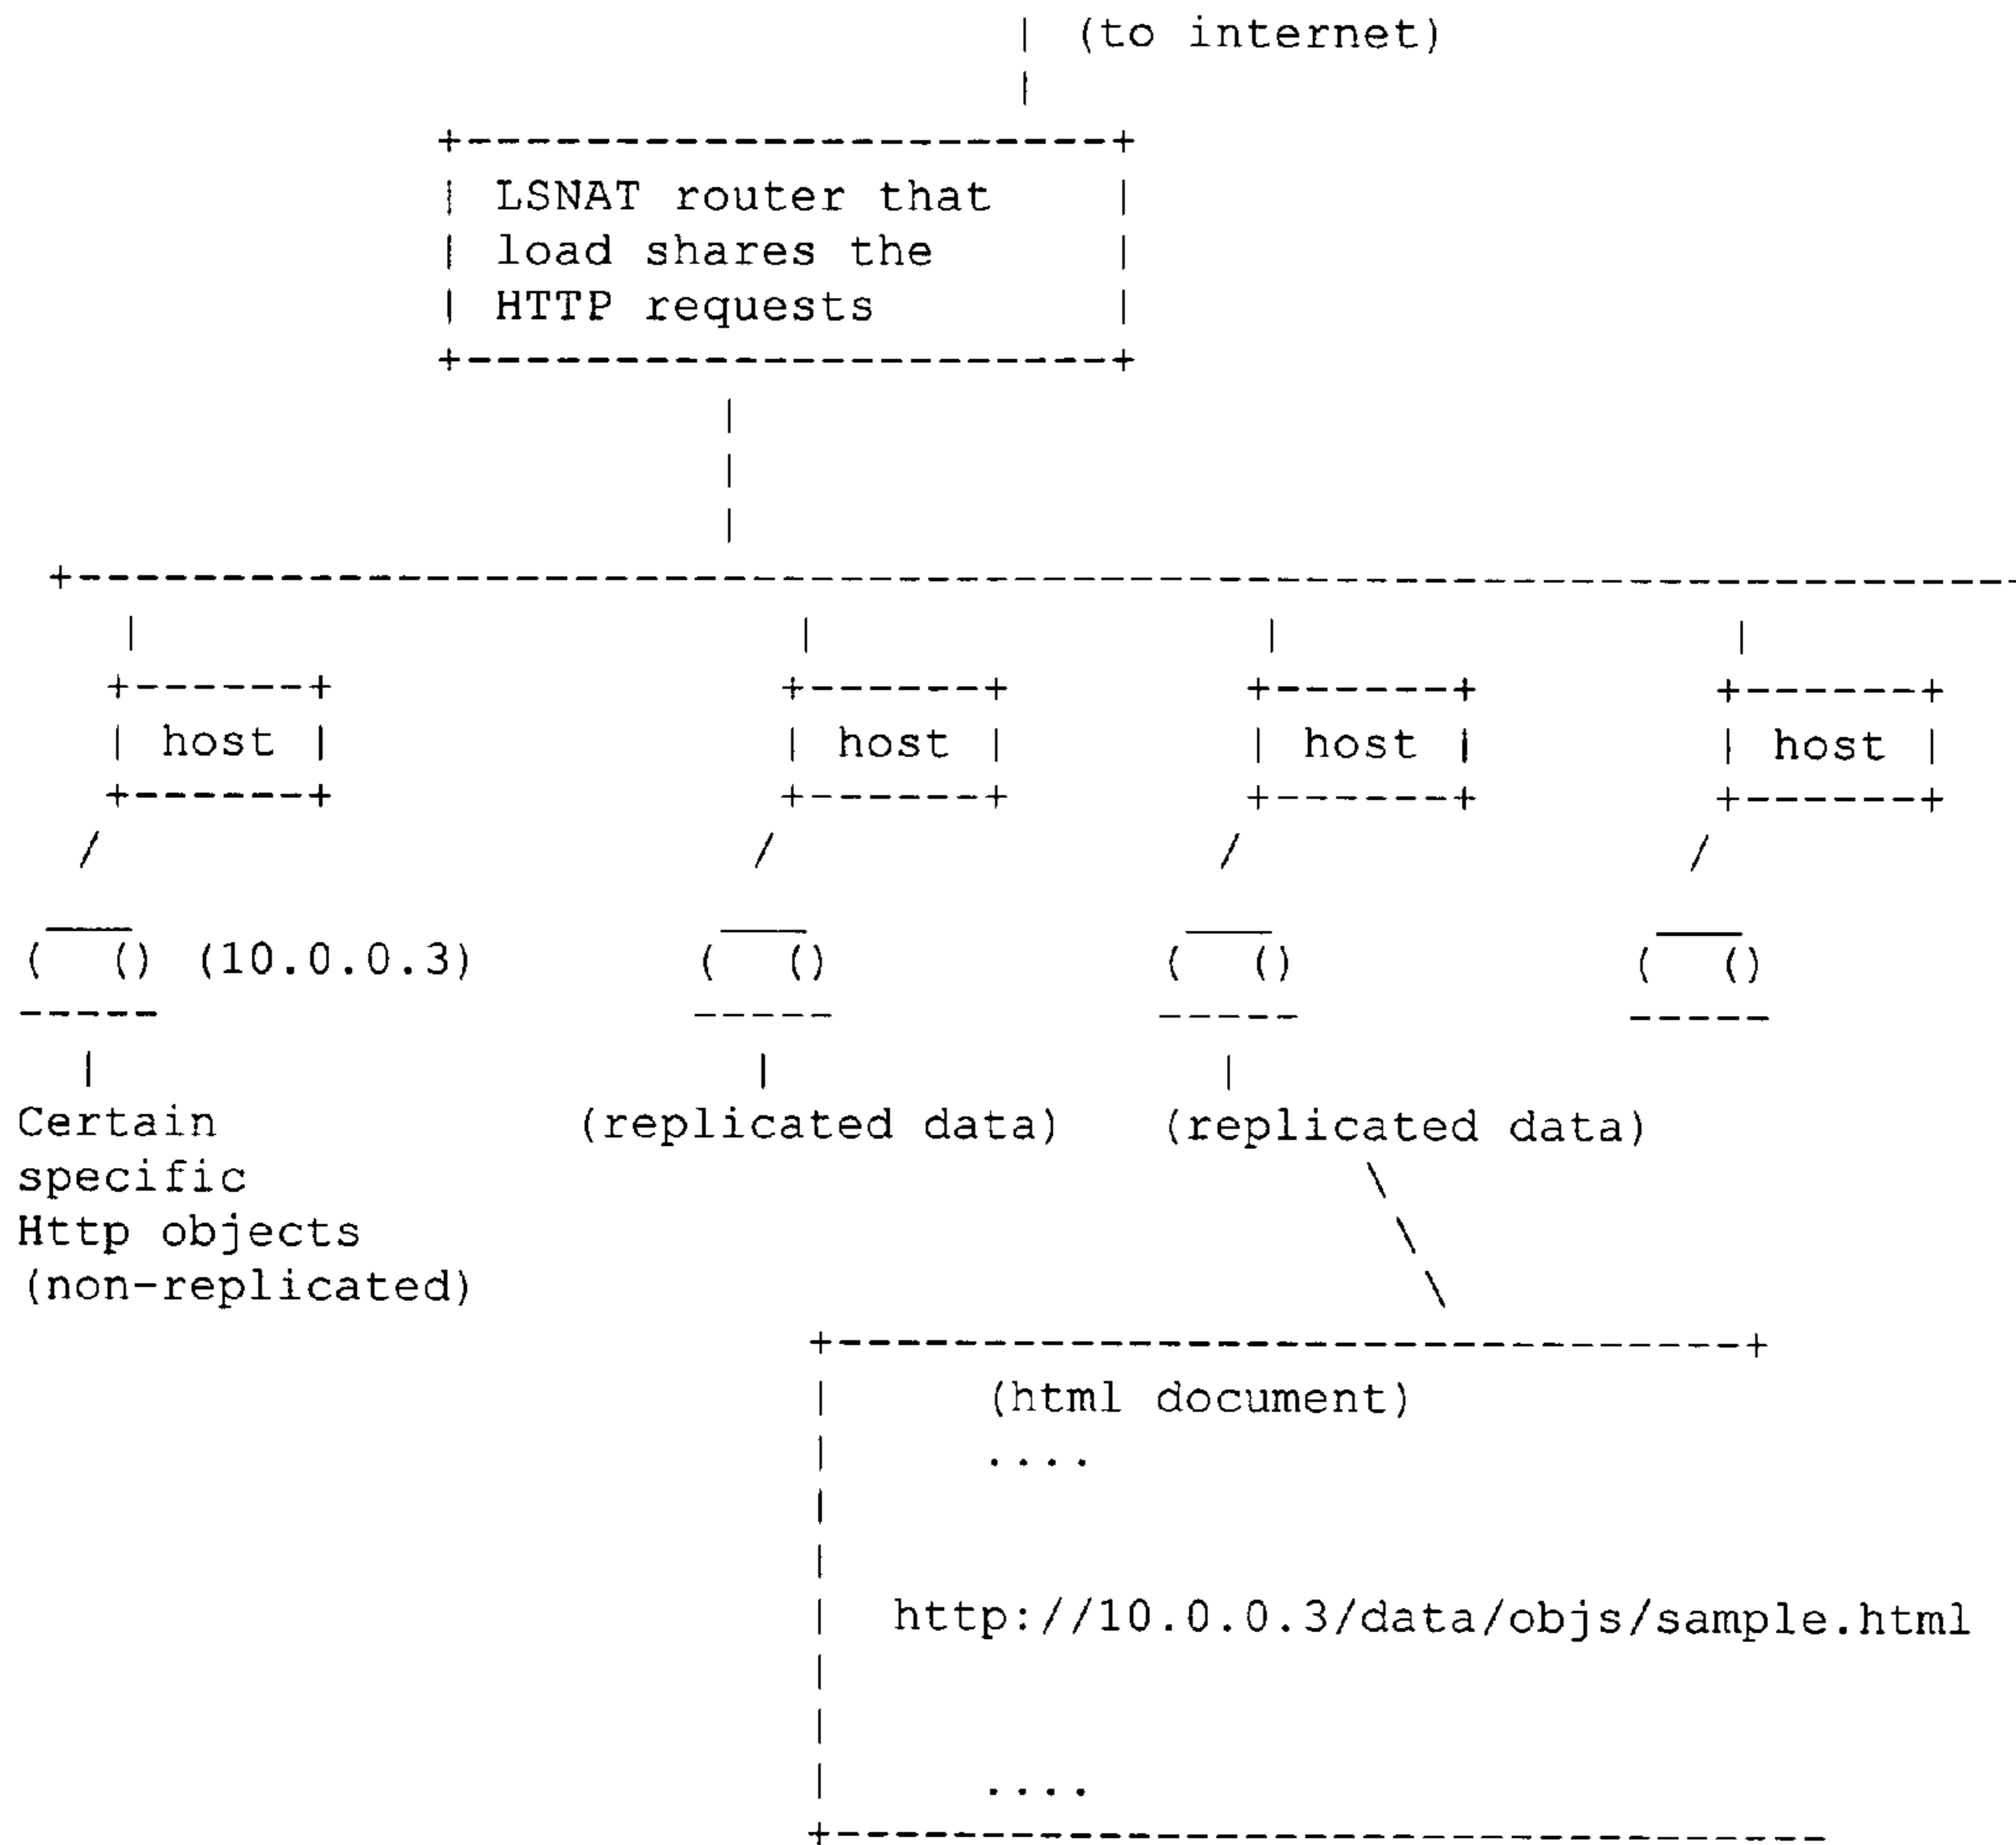 (to internet)
LSNAT router that
load shares the
HTTP requests
host host host host
(10.0.0.3)
Certain (replicated data) (replicated data)
specific
Http objects
(non-replicated)
(html document)
....
http://10.0.0.3/data/objs/sample.html
....